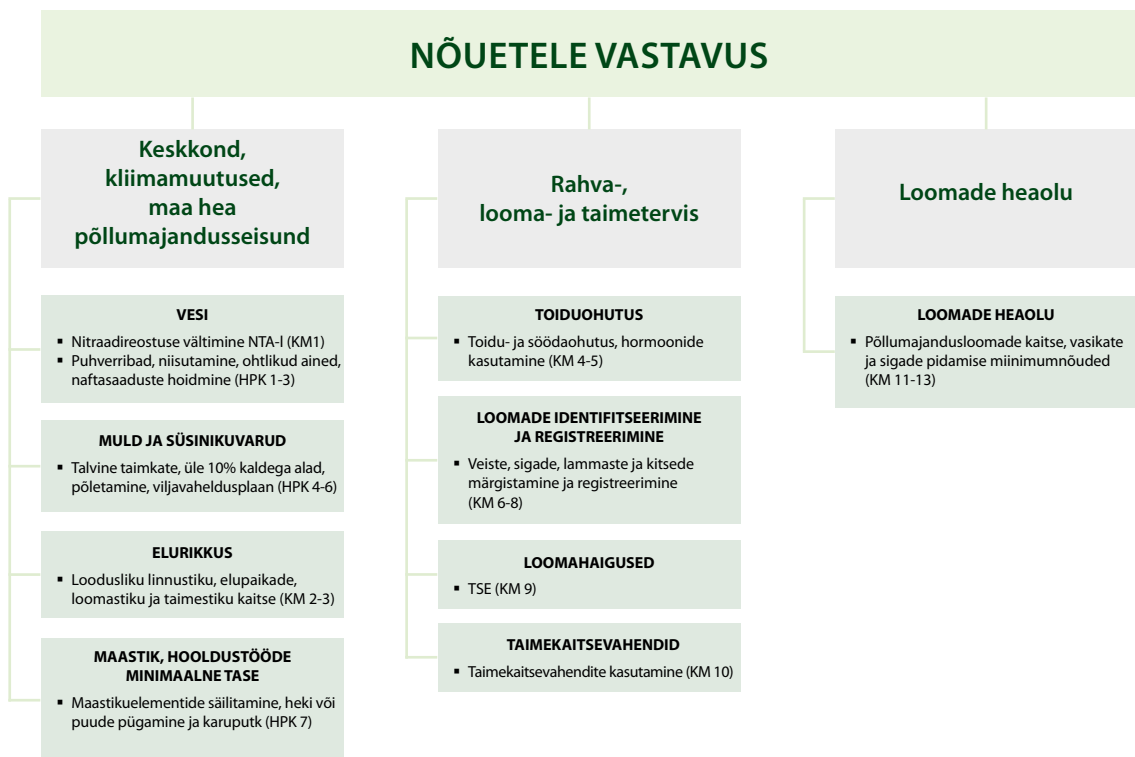 NÕUETELE VASTAVUS
Keskkond,
kliimamuutused,
maa hea
põllumajandusseisund
VESI
▪ Nitraadireostuse vältimine NTA-l (KM1)
▪ Puhverribad, niisutamine, ohtlikud ained,
naftasaaduste hoidmine (HPK 1-3)
MULD JA SÜSINIKUVARUD
▪ Talvine taimkate, üle 10% kaldega alad,
põletamine, viljavaheldusplaan (HPK 4-6)
ELURIKKUS
▪ Loodusliku linnustiku, elupaikade,
loomastiku ja taimestiku kaitse (KM 2-3)
MAASTIK, HOOLDUSTÖÖDE
MINIMAALNE TASE
▪ Maastikuelementide säilitamine, heki või
puude pügamine ja karuputk (HPK 7)
Rahva-,
looma- ja taimetervis
TOIDUOHUTUS
▪ Toidu- ja söödaohutus, hormoonide
kasutamine (KM 4-5)
LOOMADE IDENTIFITSEERIMINE
JA REGISTREERIMINE
▪ Veiste, sigade, lammaste ja kitsede
märgistamine ja registreerimine
(KM 6-8)
LOOMAHAIGUSED
▪ TSE (KM 9)
TAIMEKAITSEVAHENDID
▪ Taimekaitsevahendite kasutamine (KM 10)
Loomade heaolu
LOOMADE HEAOLU
▪ Põllumajandusloomade kaitse, vasikate
ja sigade pidamise miinimumnõuded
(KM 11-13)